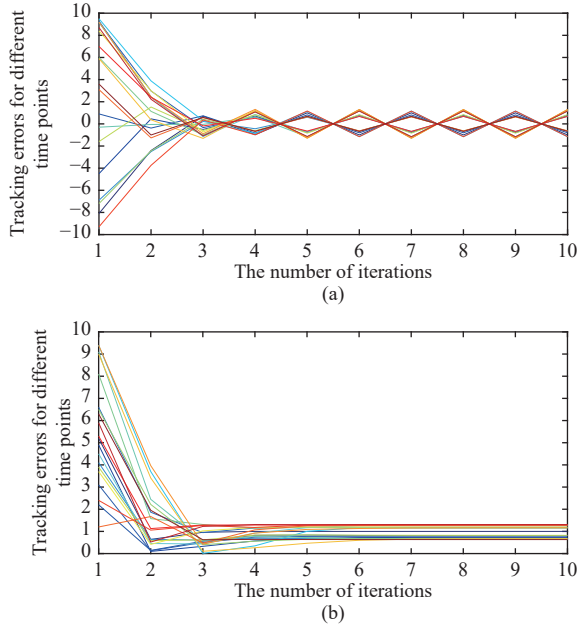 Tracking errors for different
time points
10
8
6
4
2
0
−2
−4
−6
−8
−10
1 2 3 4 5 6 7 8 9 10
The number of iterations
(a)
Tracking errors for different
time points
10
9
8
7
6
5
4
3
2
1
0
1 2 3 4 5 6 7 8 9 10
The number of iterations
(b)